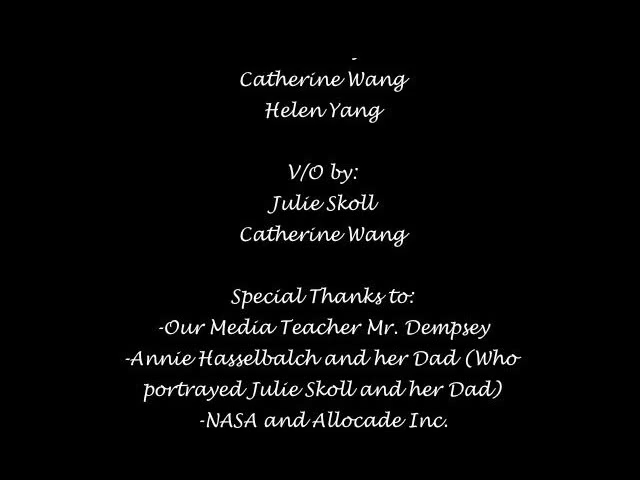 Catherine Wang
Helen Yang
V/O by:
Julie Skoll
Catherine Wang
Special Thanks to:
-Our Media Teacher Mr. Dempsey
-Annie Hasselbalch and her Dad (Who
portrayed Julie Skoll and her Dad)
-NASA and Allocade Inc.